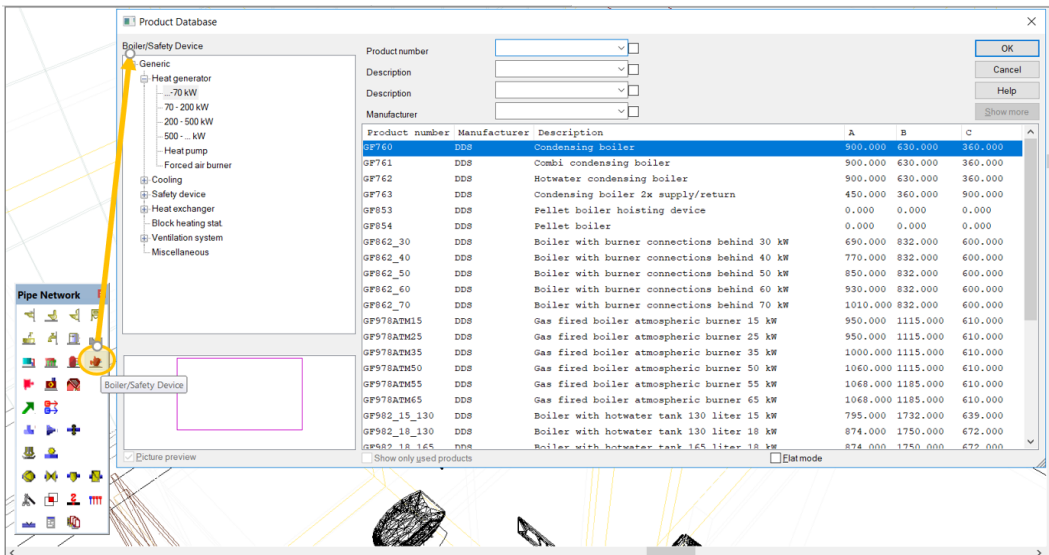 Product Database
Boiler/Safety Device
Generic
Heat generator
...-70 kW
70 - 200 kW
200 - 500 kW
500 - ... kW
Heat pump
Forced air burner
Cooling
Safety device
Heat exchanger
Block heating stat.
Ventilation system
Miscellaneous
Product number
Description
Description
Manufacturer
OK
Cancel
Help
Show more
Product number Manufacturer Description A B C
GF760 DDS Condensing boiler 900.000 630.000 360.000
GF761 DDS Combi condensing boiler 900.000 630.000 360.000
GF762 DDS Hotwater condensing boiler 900.000 630.000 360.000
GF763 DDS Condensing boiler 2x supply/return 450.000 360.000 900.000
GF853 DDS Pellet boiler hoisting device 0.000 0.000 0.000
GF854 DDS Pellet boiler 0.000 0.000 0.000
GF862_30 DDS Boiler with burner connections behind 30 kW 690.000 832.000 600.000
GF862_40 DDS Boiler with burner connections behind 40 kW 770.000 832.000 600.000
GF862_50 DDS Boiler with burner connections behind 50 kW 850.000 832.000 600.000
GF862_60 DDS Boiler with burner connections behind 60 kW 930.000 832.000 600.000
GF862_70 DDS Boiler with burner connections behind 70 kW 1010.000 832.000 600.000
GF978ATM15 DDS Gas fired boiler atmospheric burner 15 kW 950.000 1115.000 610.000
GF978ATM25 DDS Gas fired boiler atmospheric burner 25 kW 950.000 1115.000 610.000
GF978ATM35 DDS Gas fired boiler atmospheric burner 35 kW 1000.000 1115.000 610.000
GF978ATM50 DDS Gas fired boiler atmospheric burner 50 kW 1060.000 1115.000 610.000
GF978ATM55 DDS Gas fired boiler atmospheric burner 55 kW 1068.000 1185.000 610.000
GF978ATM65 DDS Gas fired boiler atmospheric burner 65 kW 1068.000 1185.000 610.000
GF982_15_130 DDS Boiler with hotwater tank 130 liter 15 kW 795.000 1732.000 639.000
GF982_18_130 DDS Boiler with hotwater tank 130 liter 18 kW 874.000 1750.000 672.000
GF982_18_165 DDS Boiler with hotwater tank 165 liter 18 kW 874.000 1750.000 672.000
Picture preview
Show only used products
Flat mode
Pipe Network
Boiler/Safety Device